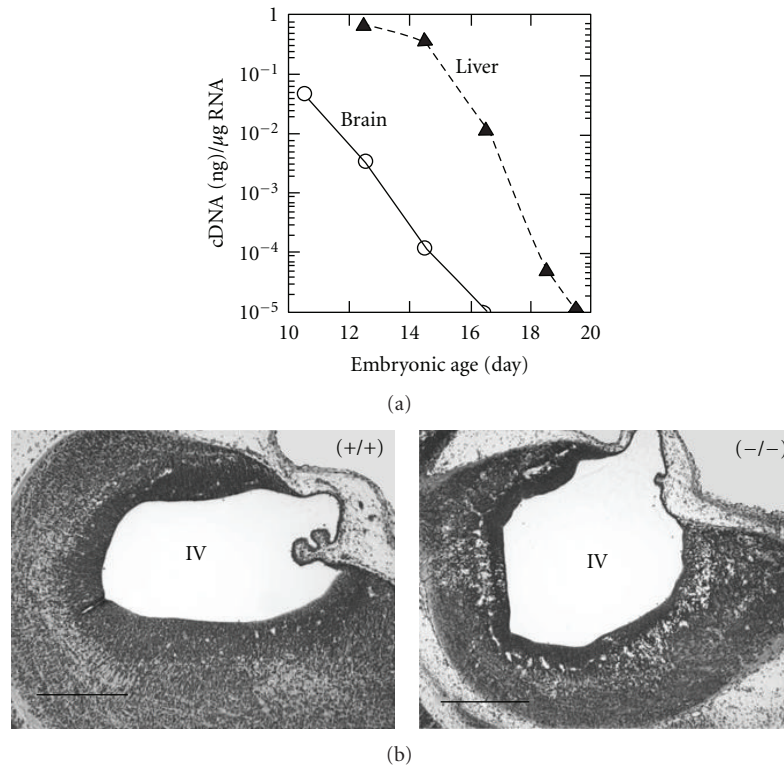 1
10⁻¹
10⁻²
10⁻³
10⁻⁴
10⁻⁵
cDNA (ng)/μg RNA
Liver
Brain
10 12 14 16 18 20
Embryonic age (day)
(a)
(+/+)
IV
(−/−)
IV
(b)